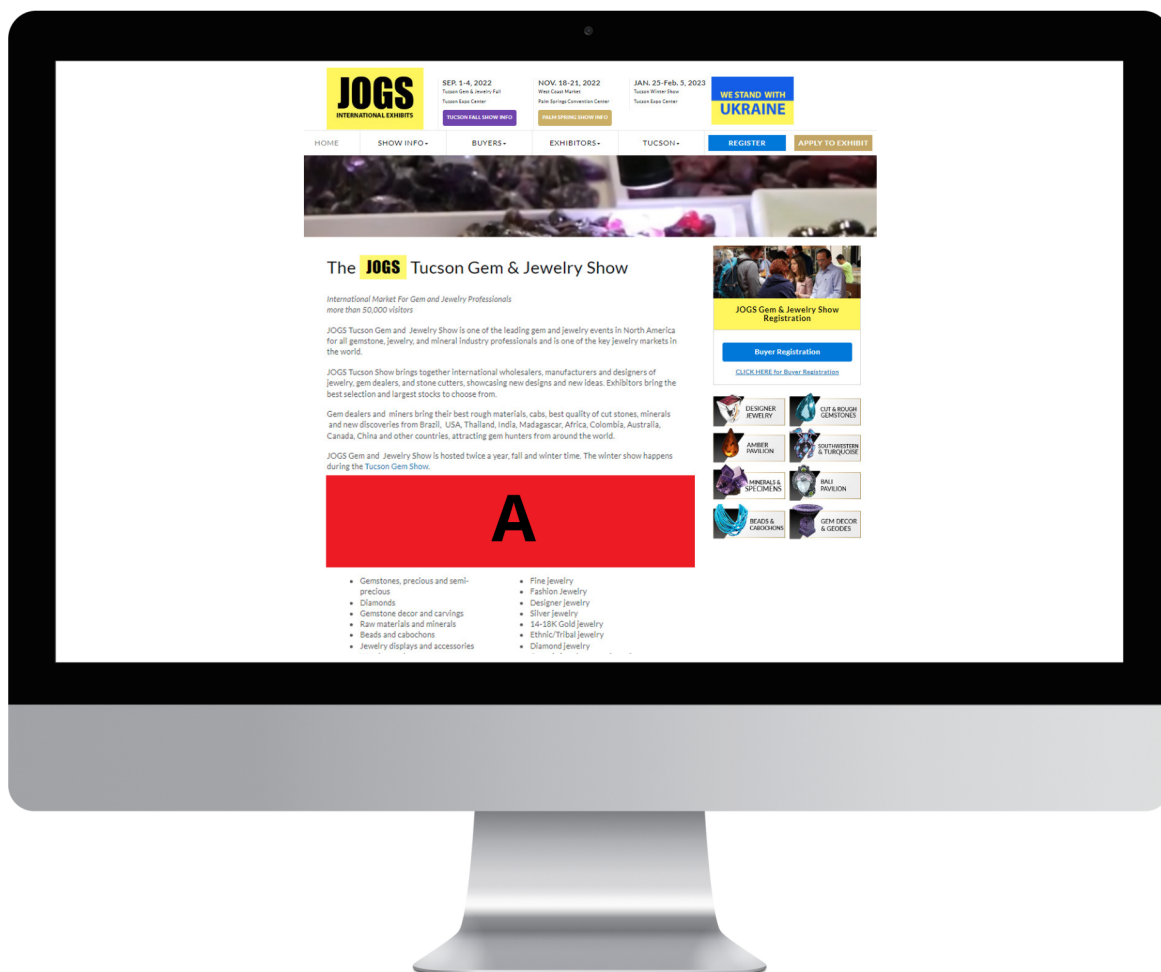 JOGS
INTERNATIONAL EXHIBITS
SEP. 1-4, 2022
Tucson Gem & Jewelry Fall
Tucson Expo Center
TUCSON FALL SHOW INFO
NOV. 18-21, 2022
West Coast Market
Palm Springs Convention Center
PALM SPRING SHOW INFO
JAN. 25-Feb. 5, 2023
Tucson Winter Show
Tucson Expo Center
WE STAND WITH
UKRAINE
HOME SHOW INFO BUYERS EXHIBITORS TUCSON REGISTER APPLY TO EXHIBIT
The JOGS Tucson Gem & Jewelry Show
International Market For Gem and Jewelry Professionals
more than 50,000 visitors
JOGS Tucson Gem and Jewelry Show is one of the leading gem and jewelry events in North America
for all gemstone, jewelry, and mineral industry professionals and is one of the key jewelry markets in
the world.
JOGS Tucson Show brings together international wholesalers, manufacturers and designers of
jewelry, gem dealers, and stone cutters, showcasing new designs and new ideas. Exhibitors bring the
best selection and largest stocks to choose from.
Gem dealers and miners bring their best rough materials, cabs, best quality of cut stones, minerals
and new discoveries from Brazil, USA, Thailand, India, Madagascar, Africa, Colombia, Australia,
Canada, China and other countries, attracting gem hunters from around the world.
JOGS Gem and Jewelry Show is hosted twice a year, fall and winter time. The winter show happens
during the Tucson Gem Show.
A
• Gemstones, precious and semi-
precious
• Diamonds
• Gemstone decor and carvings
• Raw materials and minerals
• Beads and cabochons
• Jewelry displays and accessories
• Fine jewelry
• Fashion Jewelry
• Designer jewelry
• Silver jewelry
• 14-18K Gold jewelry
• Ethnic/Tribal jewelry
• Diamond jewelry
JOGS Gem & Jewelry Show
Registration
Buyer Registration
CLICK HERE for Buyer Registration
DESIGNER
JEWELRY
CUT & ROUGH
GEMSTONES
AMBER
PAVILION
SOUTHWESTERN
& TURQUOISE
MINERALS &
SPECIMENS
BALI
PAVILION
BEADS &
CABOCHONS
GEM DECOR
& GEODES